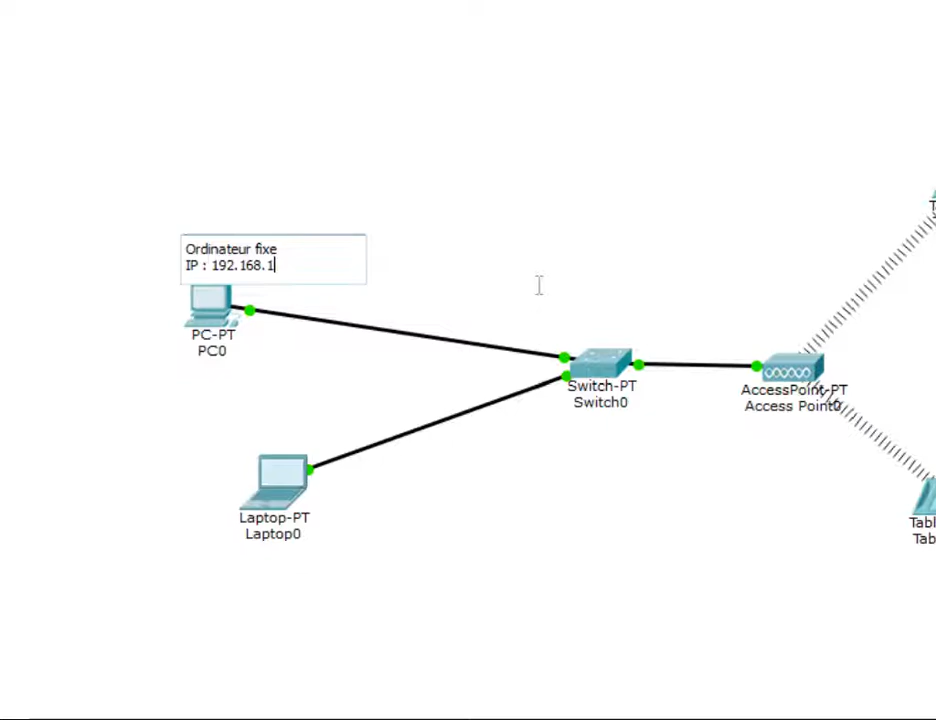 Ordinateur fixe
IP : 192.168.1
PC-PT
PC0
Switch-PT
Switch0
AccessPoint-PT
Access Point0
Laptop-PT
Laptop0